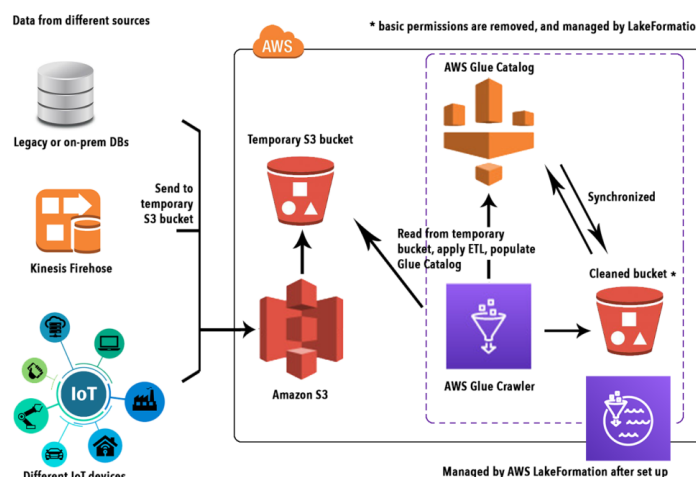 Data from different sources
* basic permissions are removed, and managed by LakeFormatio
AWS
AWS Glue Catalog
Legacy or on-prem DBs
Temporary S3 bucket
Send to
temporary
S3 bucket
Synchronized
Read from temporary
bucket, apply ETL, populate
Glue Catalog
Kinesis Firehose
Cleaned bucket *
IoT
Amazon S3
AWS Glue Crawler
Different IoT devices
Managed by AWS LakeFormation after set up